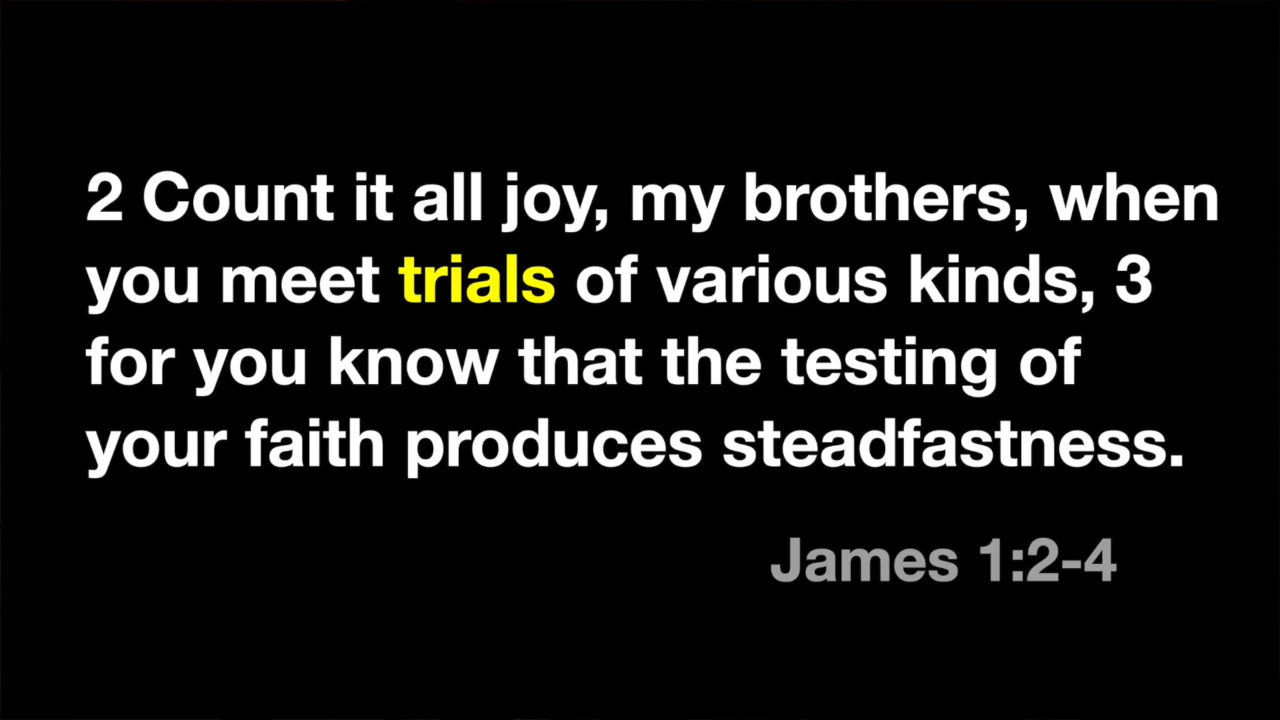 2 Count it all joy, my brothers, when
you meet trials of various kinds, 3
for you know that the testing of
your faith produces steadfastness.
James 1:2-4